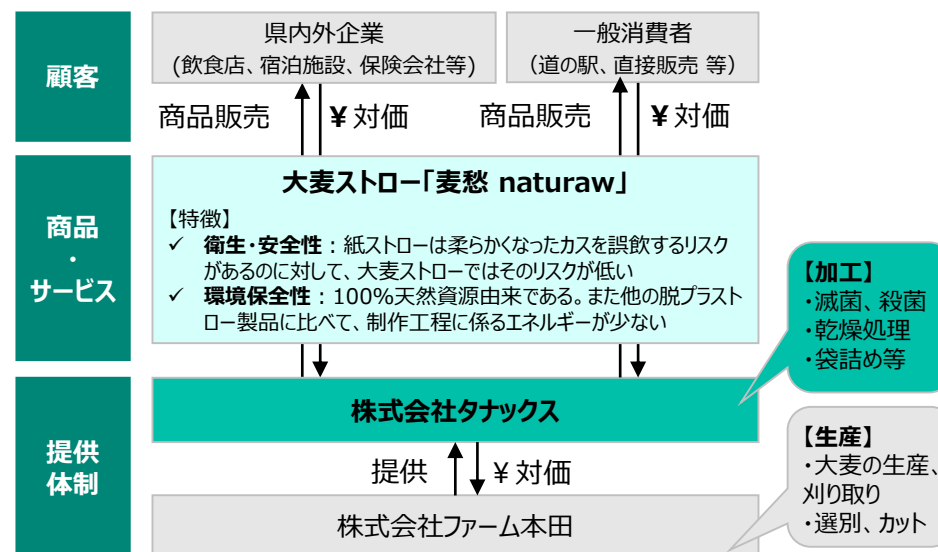 顧客
県内外企業
(飲食店、宿泊施設、保険会社等)
一般消費者
(道の駅、直接販売 等)
商品販売
¥ 対価
商品販売
¥ 対価
商品
・
サービス
大麦ストロー「麦愁 naturaw」
【特徴】
✓ 衛生・安全性：紙ストローは柔らかくなったカスを誤飲するリスク
があるのに対して、大麦ストローではそのリスクが低い
✓ 環境保全性：100%天然資源由来である。また他の脱プラスト
ロー製品に比べて、制作工程に係るエネルギーが少ない
【加工】
・滅菌、殺菌
・乾燥処理
・袋詰め等
提供
体制
株式会社タナックス
提供
¥ 対価
株式会社ファーム本田
【生産】
・大麦の生産、
刈り取り
・選別、カット